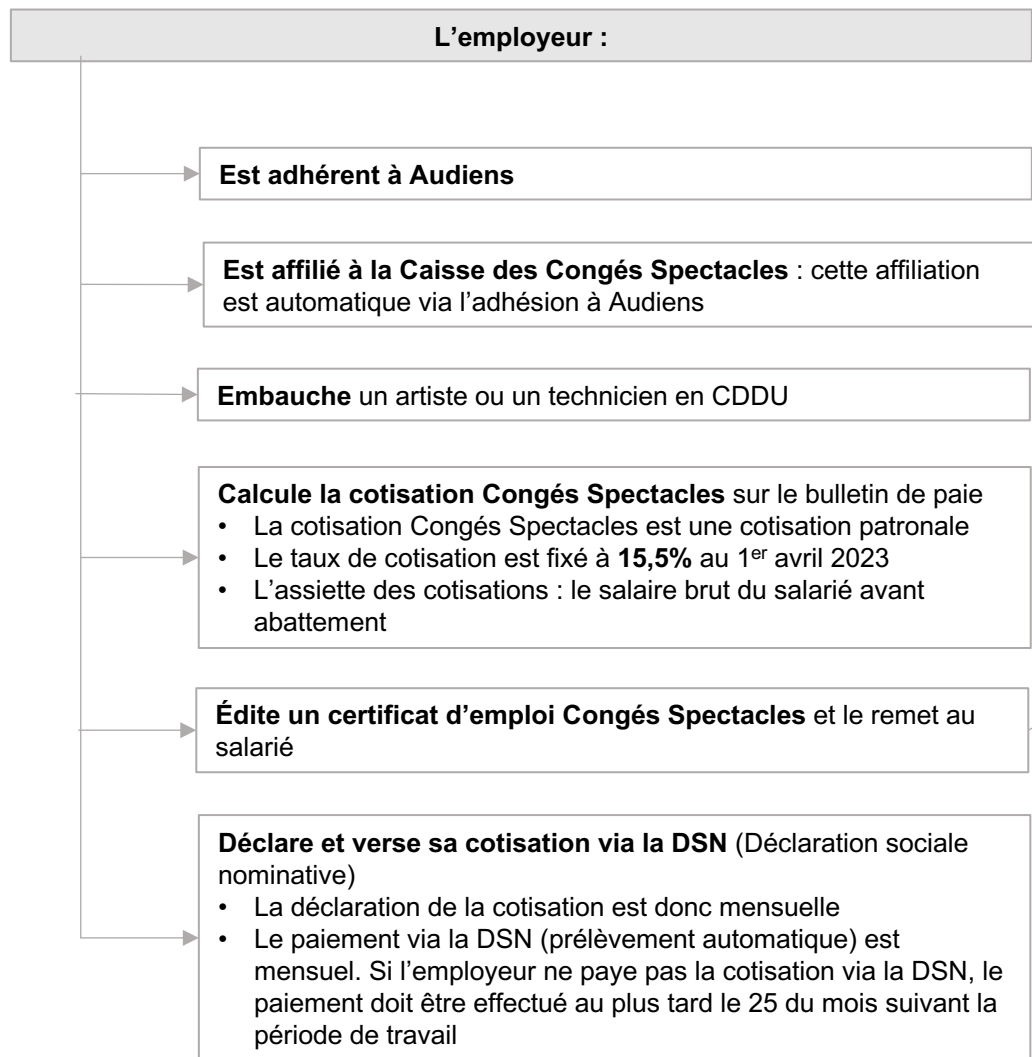 L’employeur :
Est adhérent à Audiens
Est affilié à la Caisse des Congés Spectacles : cette affiliation
est automatique via l’adhésion à Audiens
Embauche un artiste ou un technicien en CDDU
Calcule la cotisation Congés Spectacles sur le bulletin de paie
• La cotisation Congés Spectacles est une cotisation patronale
• Le taux de cotisation est fixé à 15,5% au 1er avril 2023
• L’assiette des cotisations : le salaire brut du salarié avant
abattement
Édite un certificat d’emploi Congés Spectacles et le remet au
salarié
Déclare et verse sa cotisation via la DSN (Déclaration sociale
nominative)
• La déclaration de la cotisation est donc mensuelle
• Le paiement via la DSN (prélèvement automatique) est
mensuel. Si l’employeur ne paye pas la cotisation via la DSN, le
paiement doit être effectué au plus tard le 25 du mois suivant la
période de travail